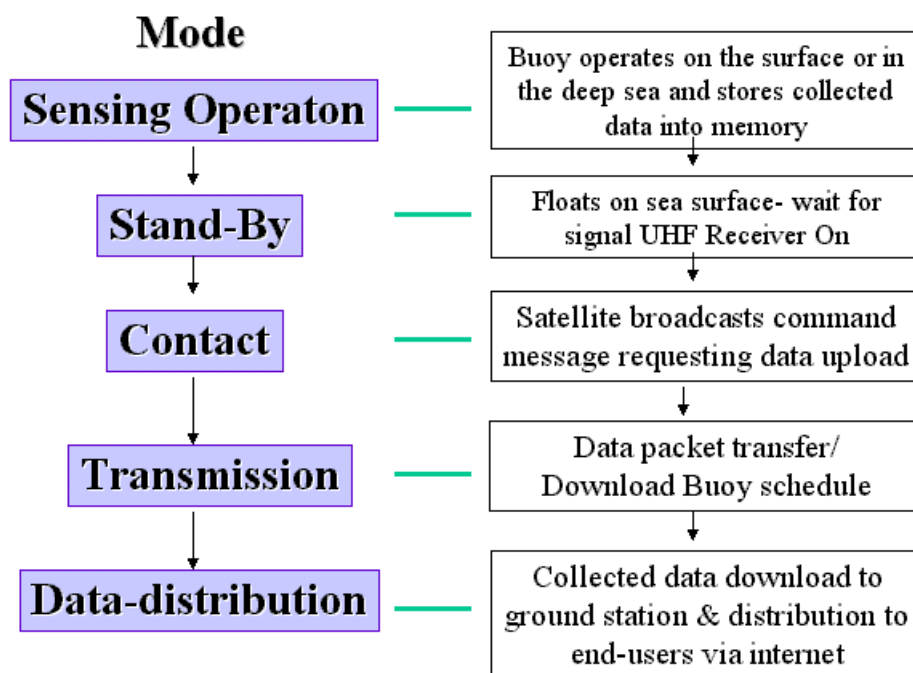 Mode
Sensing Operaton
Buoy operates on the surface or in
the deep sea and stores collected
data into memory
Stand-By
Floats on sea surface- wait for
signal UHF Receiver On
Contact
Satellite broadcasts command
message requesting data upload
Transmission
Data packet transfer/
Download Buoy schedule
Data-distribution
Collected data download to
ground station & distribution to
end-users via internet